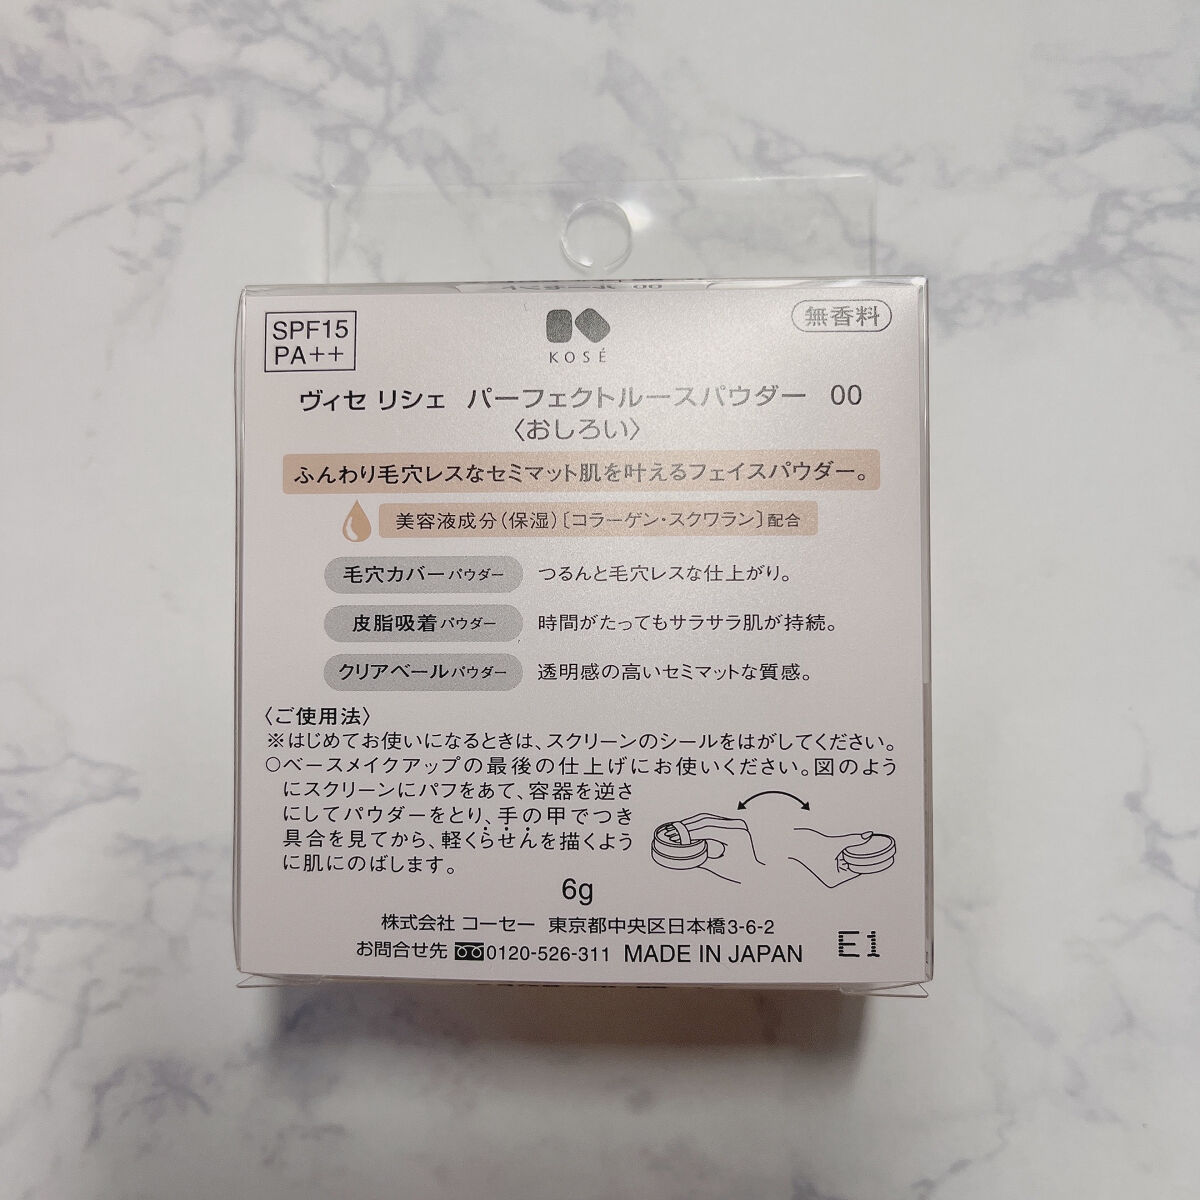 SPF15
PA++
KOSÉ
無香料
ヴィセ リシェ パーフェクトルースパウダー 00
〈おしろい〉
ふんわり毛穴レスなセミマット肌を叶えるフェイスパウダー。
美容液成分(保湿)〔コラーゲン・スクワラン〕配合
毛穴カバーパウダー つるんと毛穴レスな仕上がり。
皮脂吸着パウダー 時間がたってもサラサラ肌が持続。
クリアベールパウダー 透明感の高いセミマットな質感。
〈ご使用法〉
※はじめてお使いになるときは、スクリーンのシールをはがしてください。
○ベースメイクアップの最後の仕上げにお使いください。図のよう
にスクリーンにパフをあて、容器を逆さ
にしてパウダーをとり、手の甲でつき
具合を見てから、軽くらせんを描くよう
に肌にのばします。
6g
株式会社 コーセー 東京都中央区日本橋3-6-2
お問合せ先 0120-526-311 MADE IN JAPAN
E1